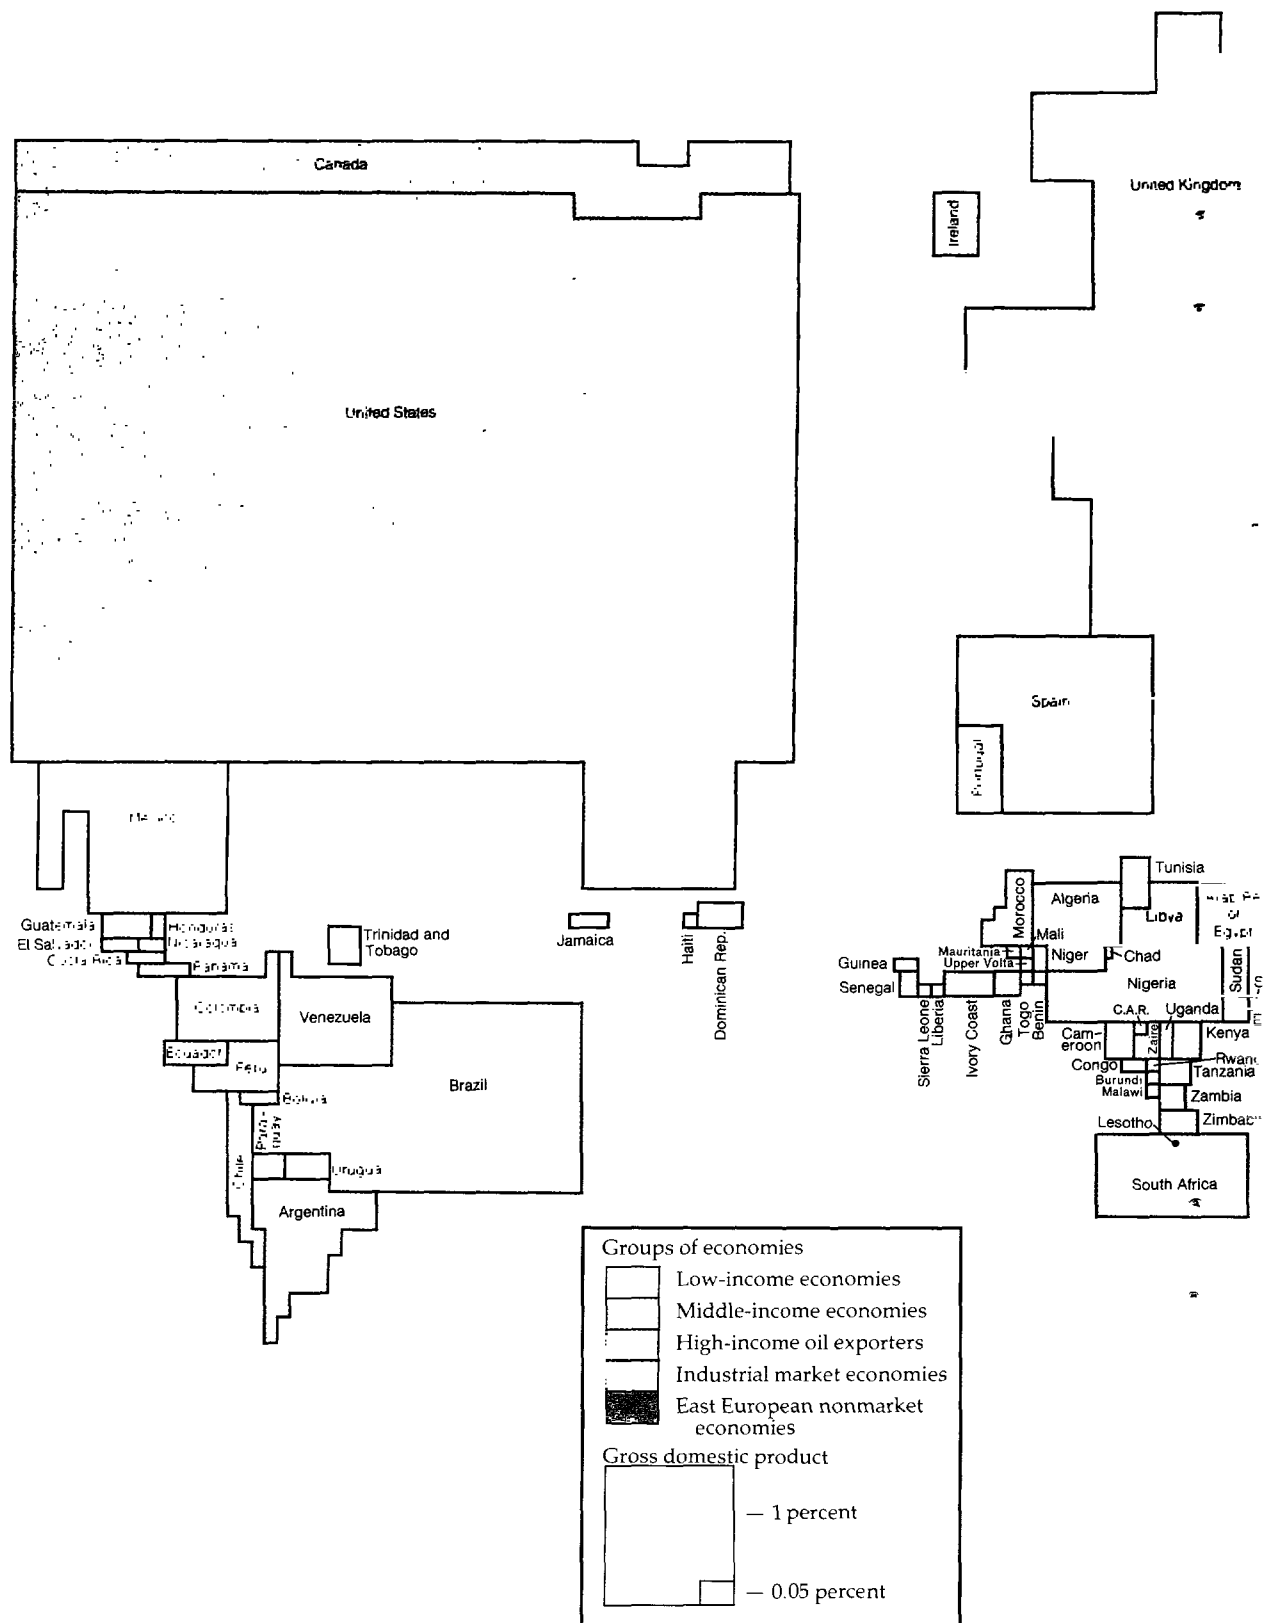 Canada
United Kingdom
Ireland
United States
Spain
Portugal
Mexico
Tunisia
Morocco
Algeria
Libya
Egypt
Guatemala
Honduras
El Salvador
Nicaragua
Costa Rica
Panama
Trinidad and
Tobago
Jamaica
Haiti
Dominican Rep.
Mali
Mauritania
Upper Volta
Niger
Chad
Guinea
Senegal
Nigeria
Sudan
Sierra Leone
Liberia
Ivory Coast
Ghana
Togo
Benin
C.A.R.
Uganda
Cam-
eroon
Zaire
Kenya
Congo
Tanzania
Burundi
Malawi
Zambia
Lesotho
South Africa
Colombia
Venezuela
Ecuador
Peru
Brazil
Bolivia
Para-
guay
Chile
Argentina
Groups of economies
Low-income economies
Middle-income economies
High-income oil exporters
Industrial market economies
East European nonmarket
economies
Gross domestic product
— 1 percent
— 0.05 percent